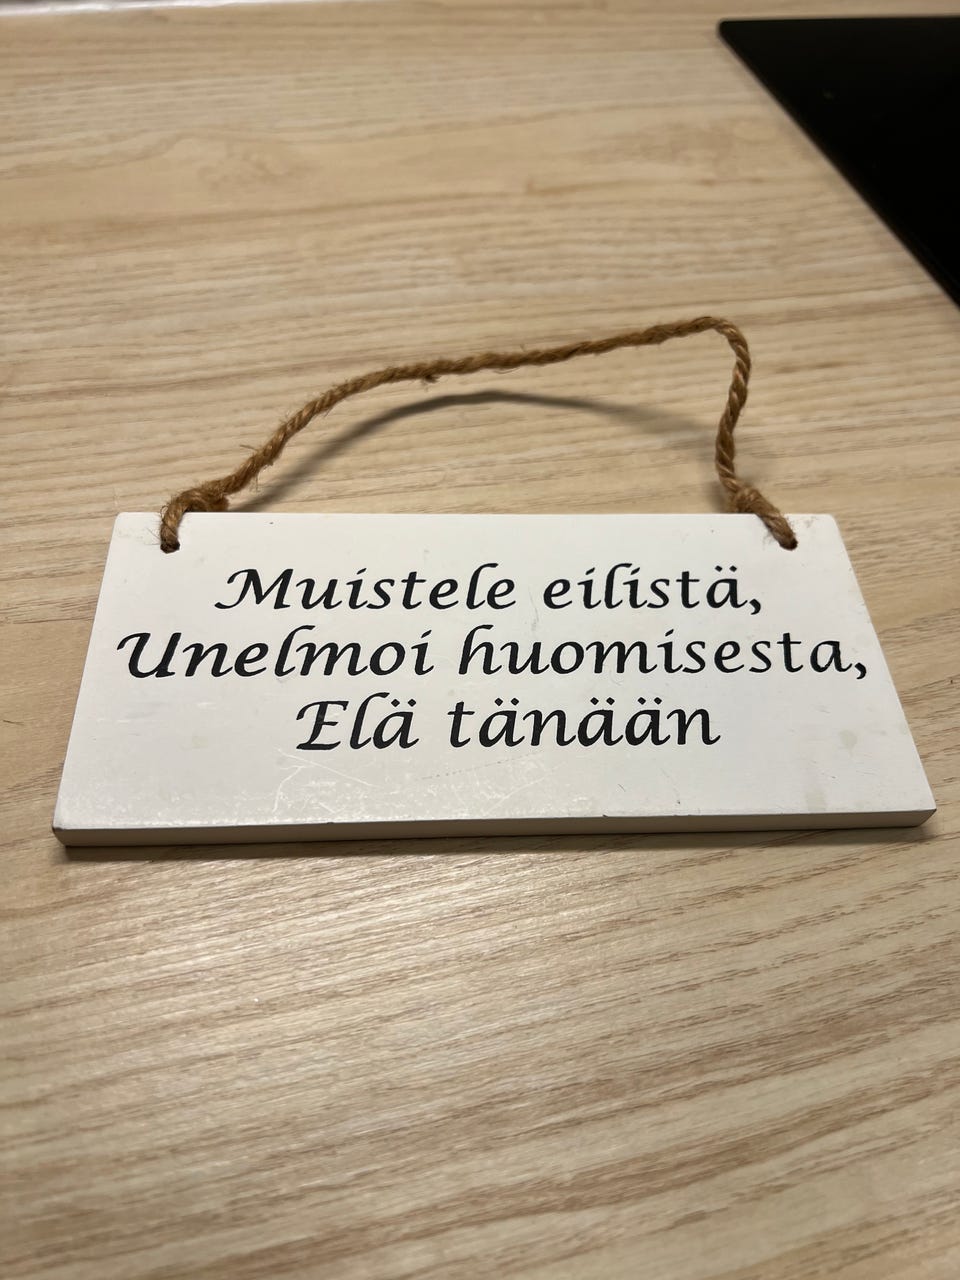 Muistele eilistä,
Unelmoi huomisesta,
Elä tänään